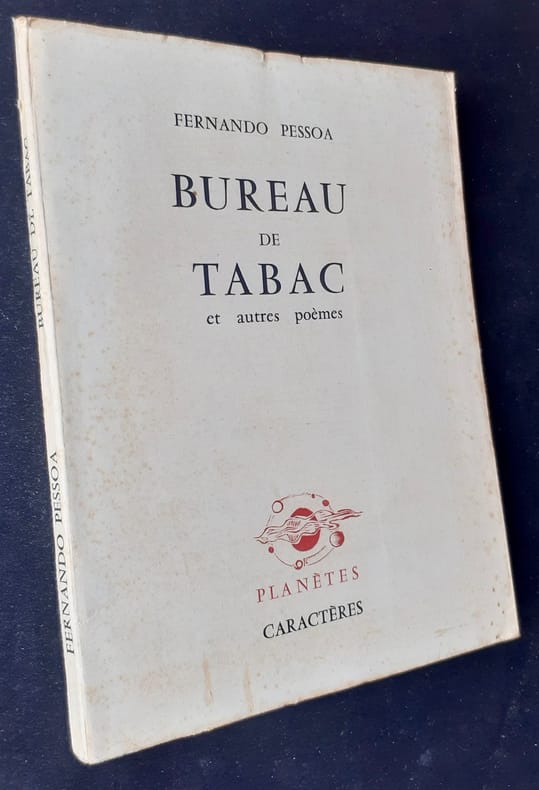 FERNANDO PESSOA
BUREAU
DE
TABAC
et autres poèmes
PLANÈTES
CARACTÈRES
FERNANDO PESSOA
BUREAU DE TABAC